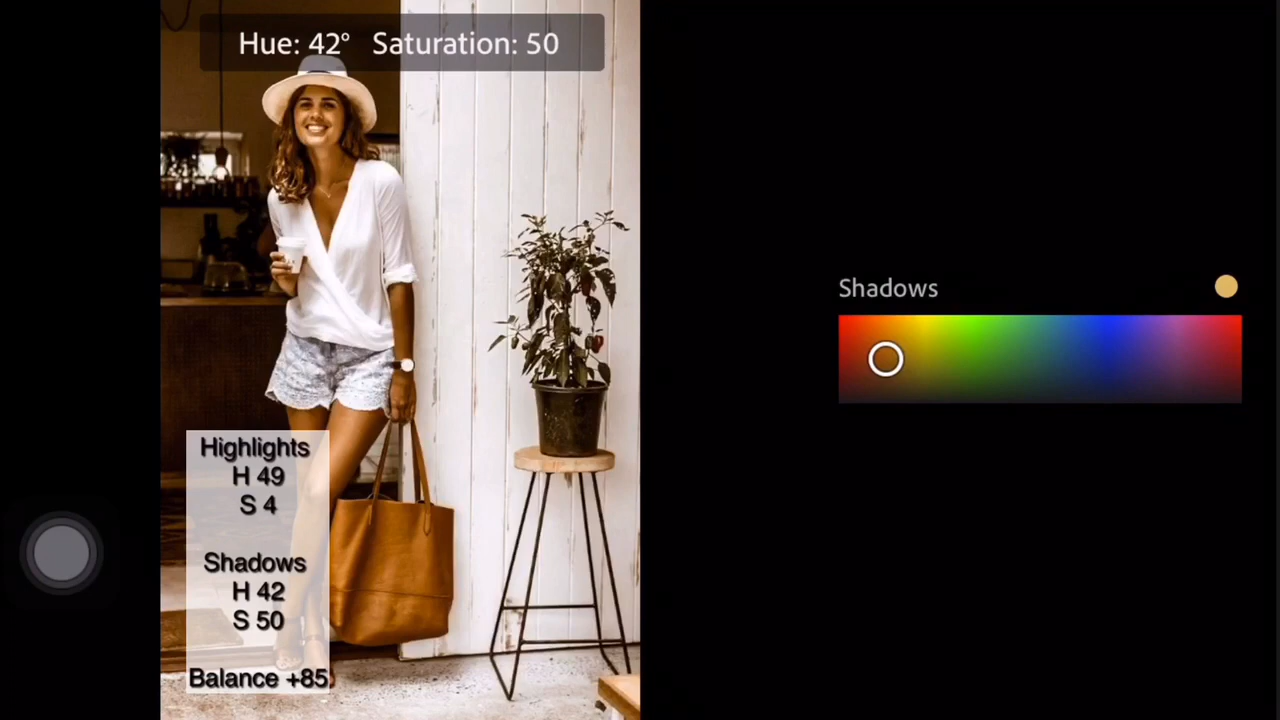 Hue: 42° Saturation: 50
Shadows
Highlights
H 49
S 4
Shadows
H 42
S 50
Balance +85